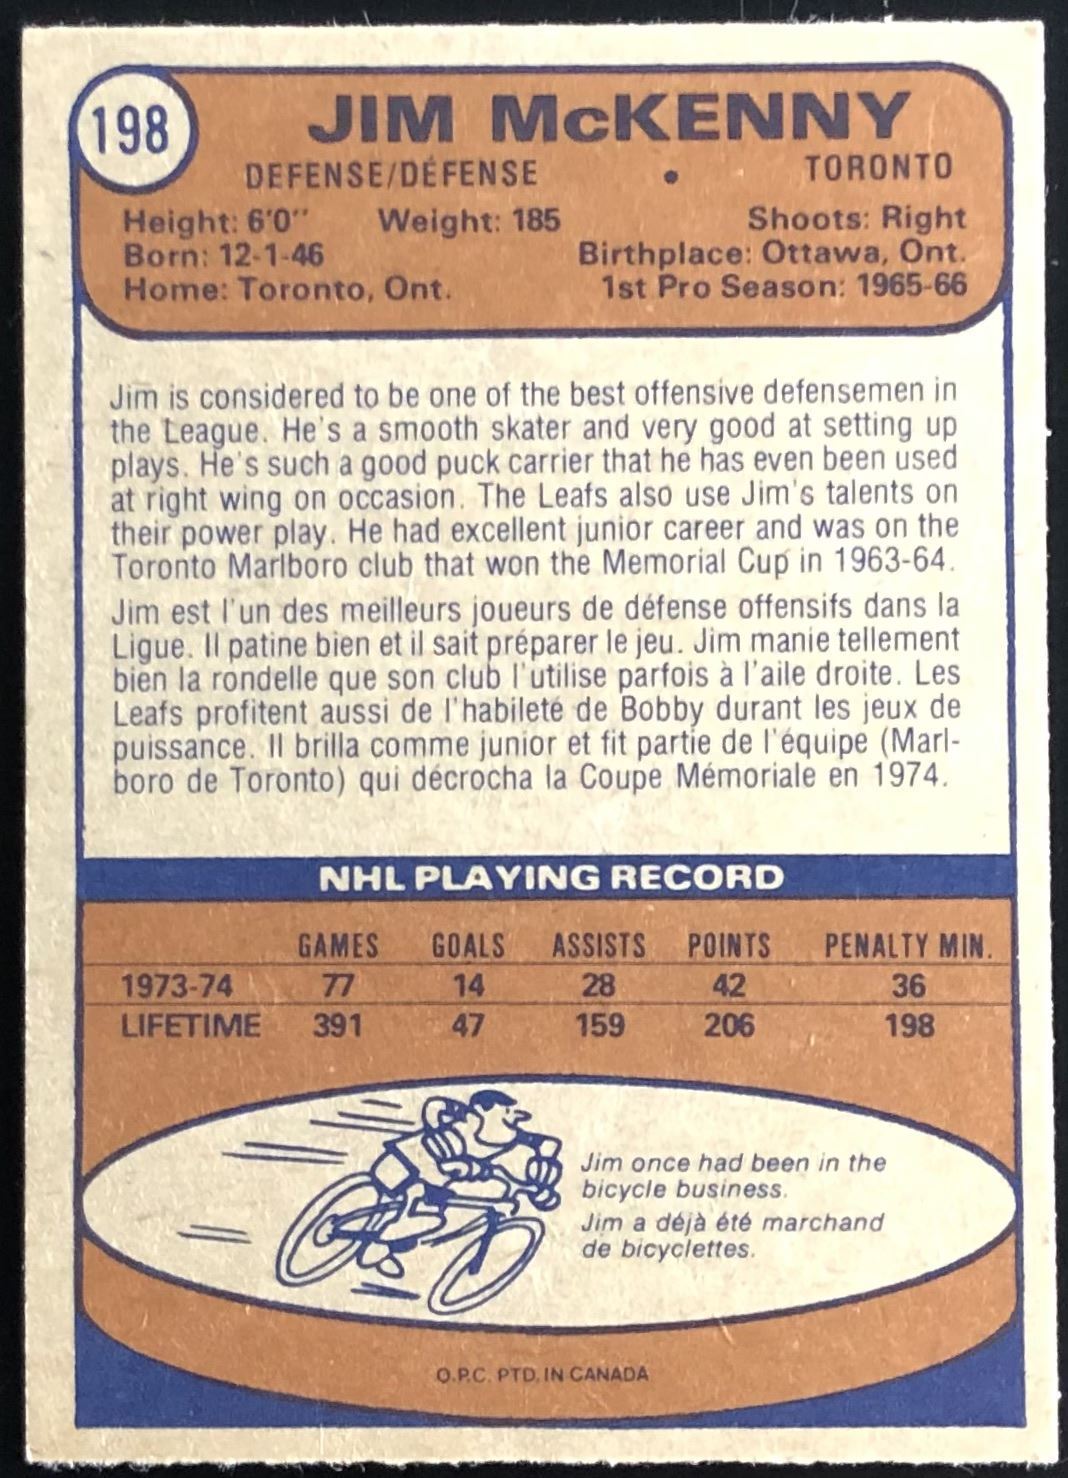 198
JIM McKENNY
DEFENSE/DÉFENSE • TORONTO
Height: 6'0" Weight: 185 Shoots: Right
Born: 12-1-46 Birthplace: Ottawa, Ont.
Home: Toronto, Ont. 1st Pro Season: 1965-66
Jim is considered to be one of the best offensive defensemen in
the League. He's a smooth skater and very good at setting up
plays. He's such a good puck carrier that he has even been used
at right wing on occasion. The Leafs also use Jim's talents on
their power play. He had excellent junior career and was on the
Toronto Marlboro club that won the Memorial Cup in 1963-64.
Jim est l'un des meilleurs joueurs de défense offensifs dans la
Ligue. Il patine bien et il sait préparer le jeu. Jim manie tellement
bien la rondelle que son club l'utilise parfois à l'aile droite. Les
Leafs profitent aussi de l'habileté de Bobby durant les jeux de
puissance. Il brilla comme junior et fit partie de l'équipe (Marl-
boro de Toronto) qui décrocha la Coupe Mémoriale en 1974.
NHL PLAYING RECORD
GAMES GOALS ASSISTS POINTS PENALTY MIN.
1973-74 77 14 28 42 36
LIFETIME 391 47 159 206 198
Jim once had been in the
bicycle business.
Jim a déjà été marchand
de bicyclettes.
O.P.C. PTD. IN CANADA